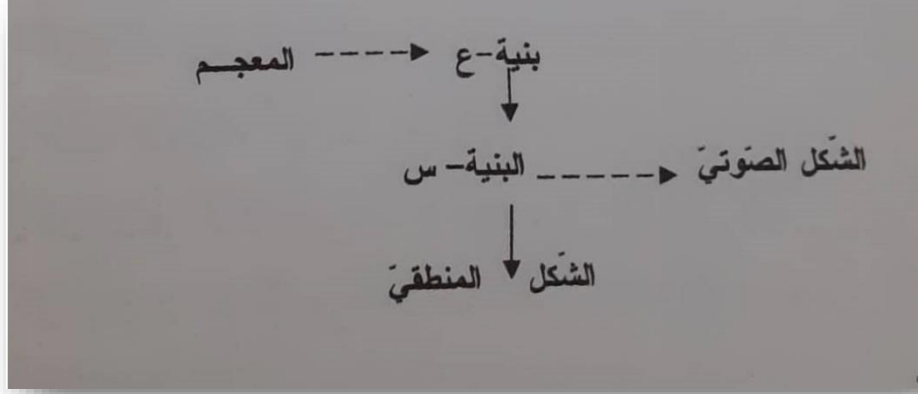 المعجم بنية-ع
البنية-س الشّكل الصّوتيّ
الشّكل المنطقيّ